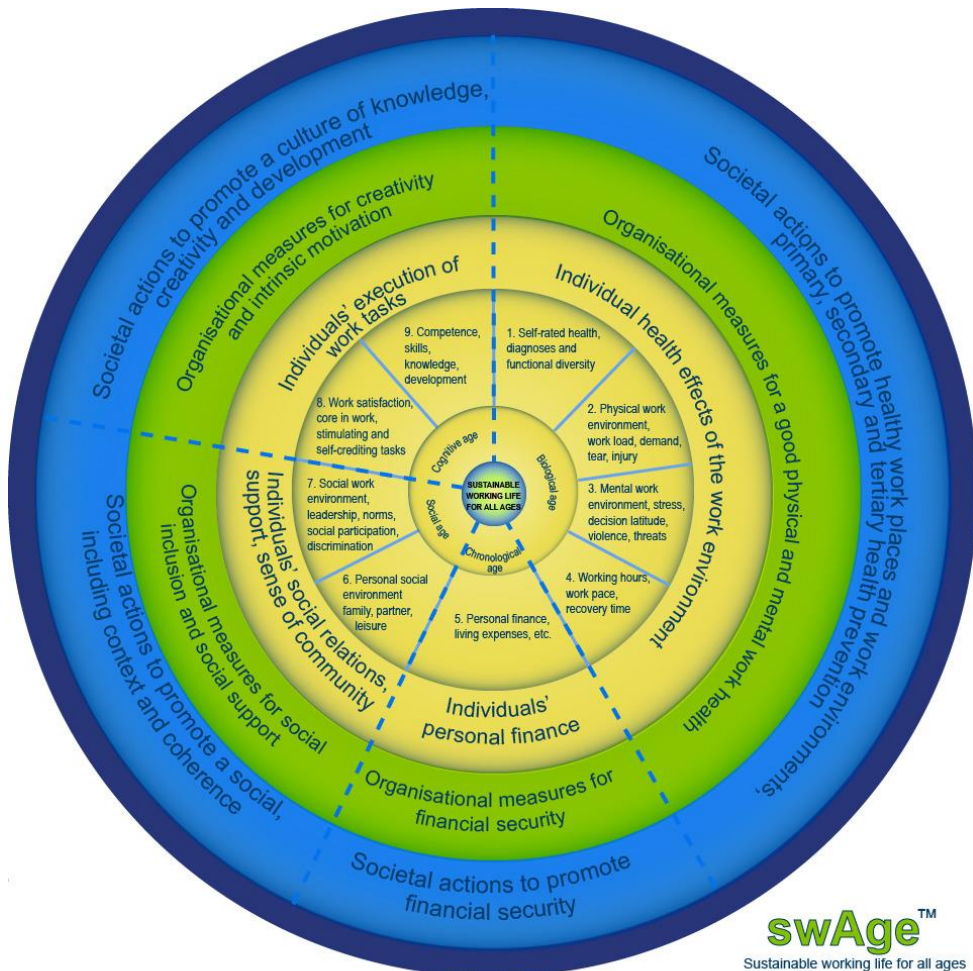 Societal actions to promote a culture of knowledge,
creativity and development
Societal actions to promote healthy work places and work environments,
primary, secondary and tertiary health prevention
Organisational measures for creativity
and intrinsic motivation
Organisational measures for a good physical and mental work health
Individuals' execution of
work tasks
Individual health effects of the work environment
9. Competence,
skills,
knowledge,
development
1. Self-rated health,
diagnoses and
functional diversity
8. Work satisfaction,
core in work,
stimulating and
self-crediting tasks
2. Physical work
environment,
work load, demand,
tear, injury
Cognitive age
Biological age
SUSTAINABLE
WORKING LIFE
FOR ALL AGES
Social age
Chronological
age
7. Social work
environment,
leadership, norms,
social participation,
discrimination
3. Mental work
environment, stress,
decision latitude,
violence, threats
6. Personal social
environment
family, partner,
leisure
4. Working hours,
work pace,
recovery time
5. Personal finance,
living expenses, etc.
Individuals' social relations,
support, sense of community
Individuals'
personal finance
Organisational measures for social
inclusion and social support
Organisational measures for
financial security
Societal actions to promote a social,
including context and coherence
Societal actions to promote
financial security
swAge™
Sustainable working life for all ages